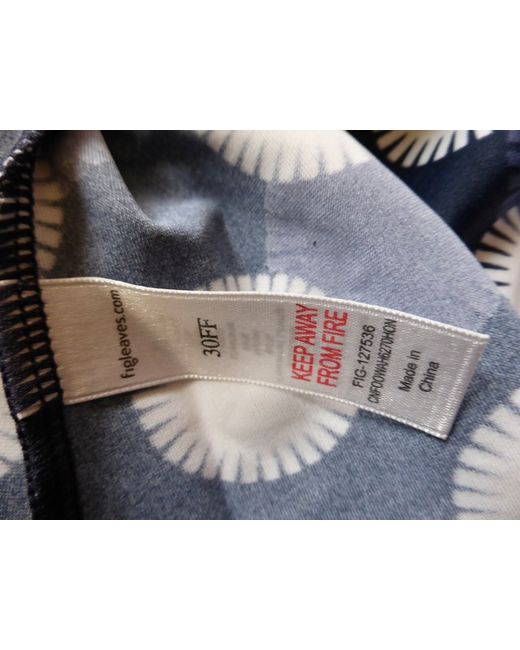 figleaves.com
30FF
KEEP AWAY
FROM FIRE
FIG-127536
Made in
China